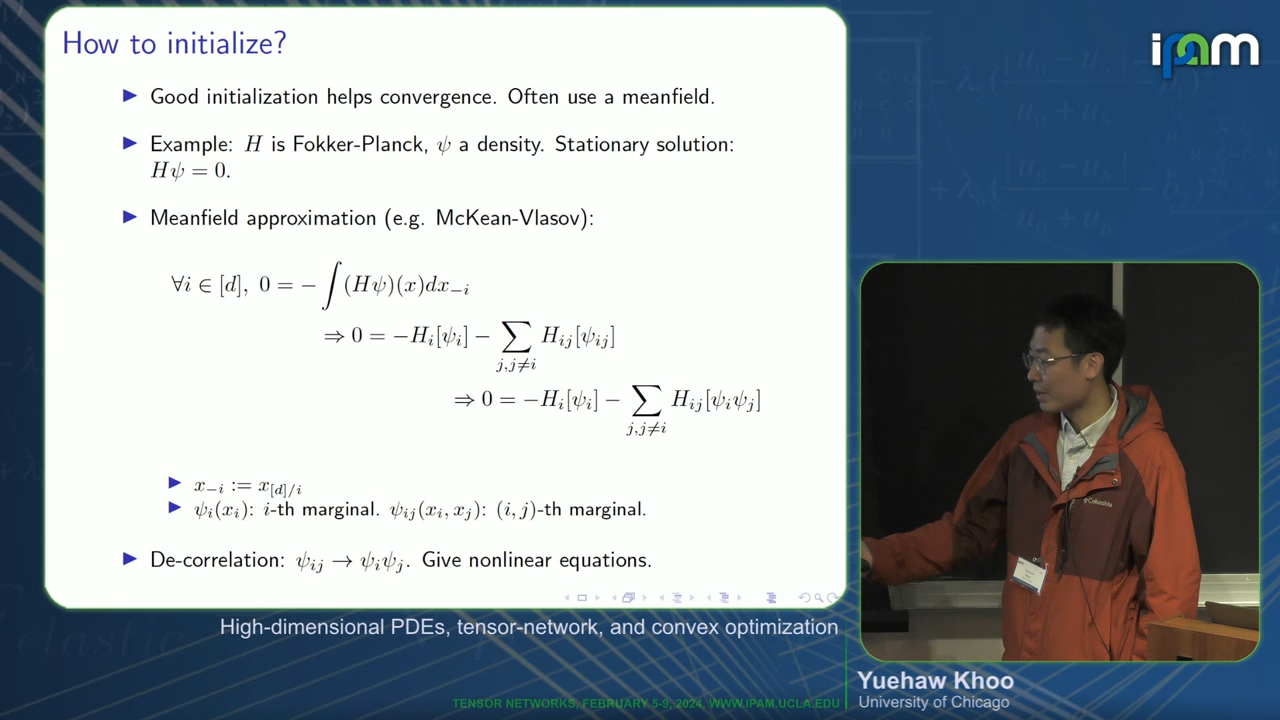 How to initialize?
▶ Good initialization helps convergence. Often use a meanfield.
▶ Example: H is Fokker-Planck, ψ a density. Stationary solution:
Hψ = 0.
▶ Meanfield approximation (e.g. McKean-Vlasov):
∀i ∈ [d], 0 = − ∫ (Hψ)(x)dx₋ᵢ
⇒ 0 = −Hᵢ[ψᵢ] − ∑_{j,j≠i} Hᵢⱼ[ψᵢⱼ]
⇒ 0 = −Hᵢ[ψᵢ] − ∑_{j,j≠i} Hᵢⱼ[ψᵢψⱼ]
▶ x₋ᵢ := x_{[d]/i}
▶ ψᵢ(xᵢ): i-th marginal. ψᵢⱼ(xᵢ, xⱼ): (i, j)-th marginal.
▶ De-correlation: ψᵢⱼ → ψᵢψⱼ. Give nonlinear equations.
ipam
Columbia
High-dimensional PDEs, tensor-network, and convex optimization
Yuehaw Khoo
University of Chicago
TENSOR NETWORKS, FEBRUARY 5-9, 2024, WWW.IPAM.UCLA.EDU